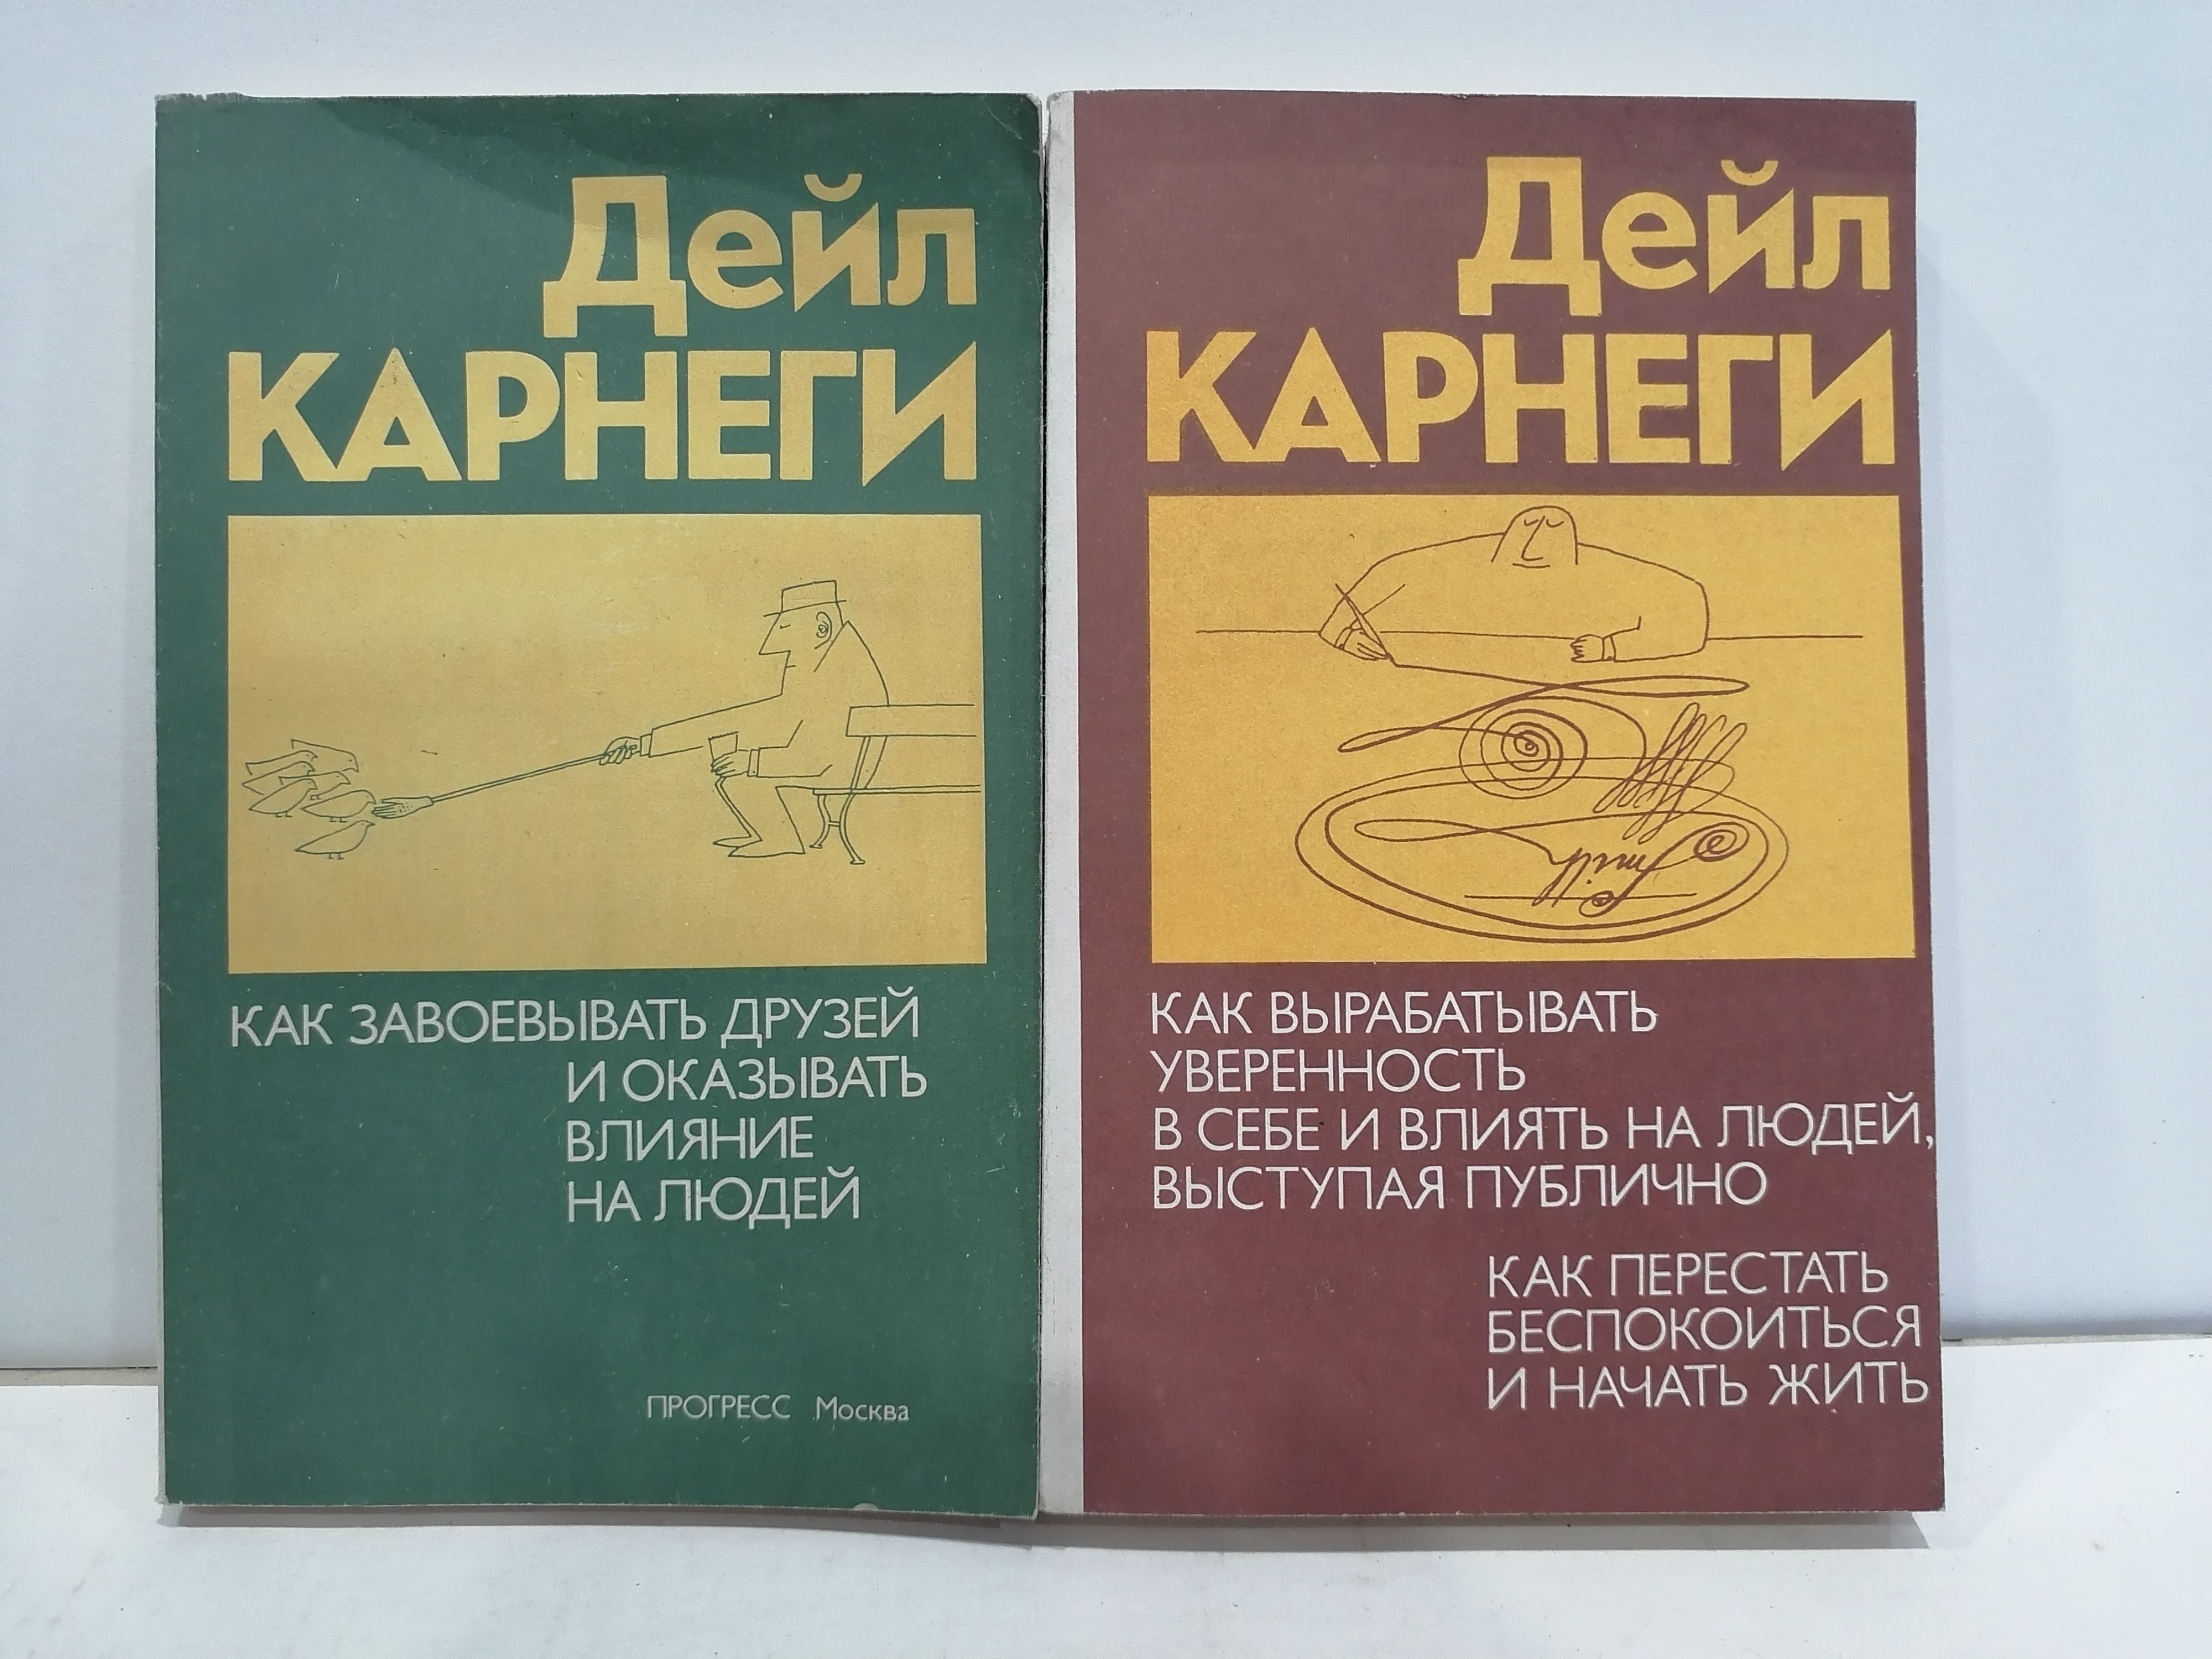 Дейл
КАРНЕГИ
КАК ЗАВОЕВЫВАТЬ ДРУЗЕЙ
И ОКАЗЫВАТЬ
ВЛИЯНИЕ
НА ЛЮДЕЙ
ПРОГРЕСС Москва
Дейл
КАРНЕГИ
Smith
КАК ВЫРАБАТЫВАТЬ
УВЕРЕННОСТЬ
В СЕБЕ И ВЛИЯТЬ НА ЛЮДЕЙ,
ВЫСТУПАЯ ПУБЛИЧНО
КАК ПЕРЕСТАТЬ
БЕСПОКОИТЬСЯ
И НАЧАТЬ ЖИТЬ